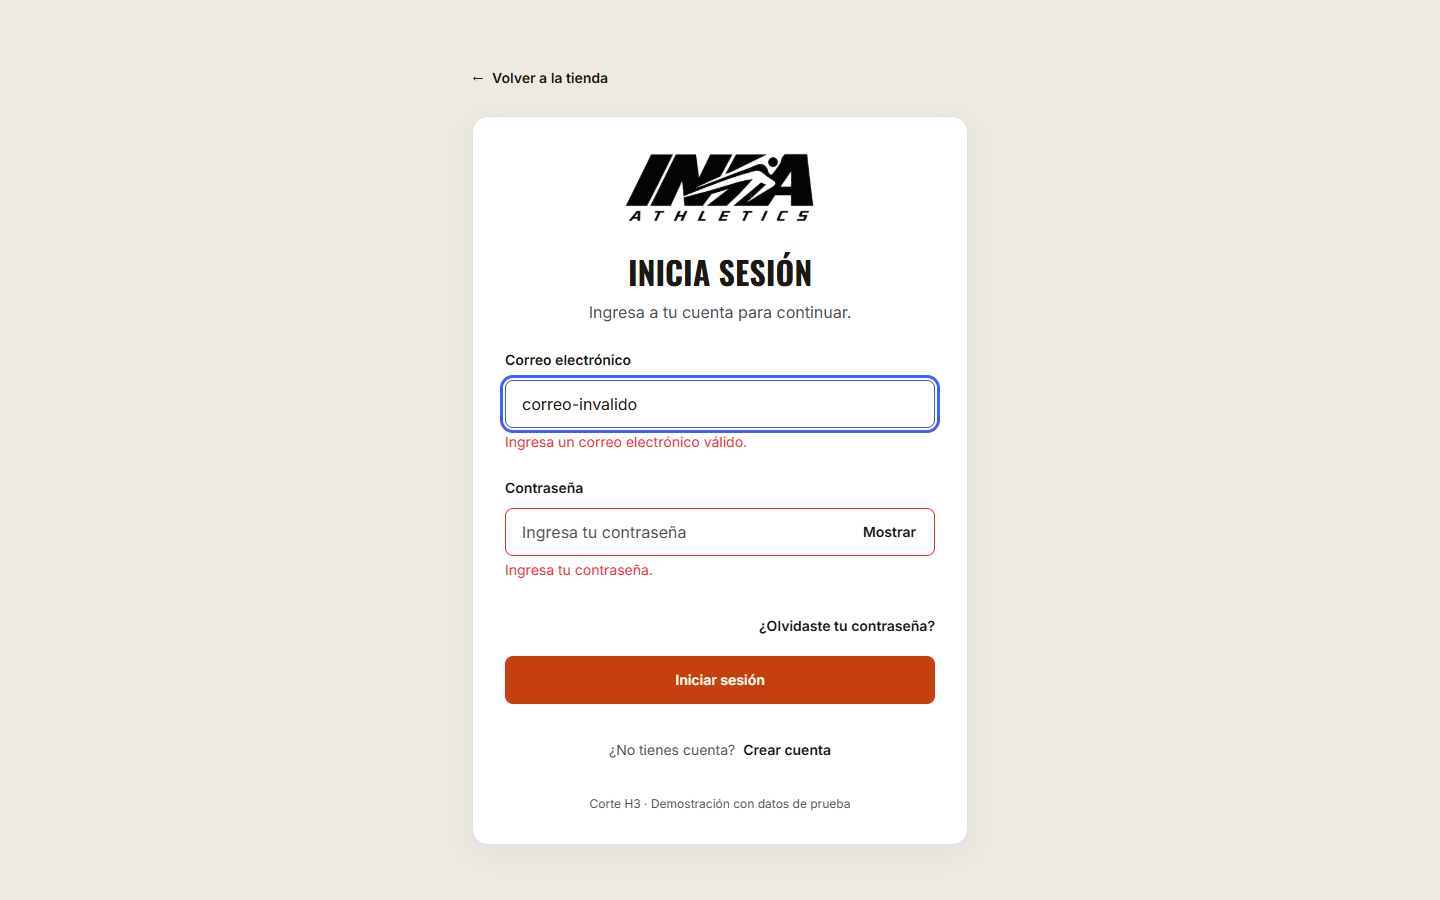 ← Volver a la tienda
INFA
ATHLETICS
INICIA SESIÓN
Ingresa a tu cuenta para continuar.
Correo electrónico
correo-invalido
Ingresa un correo electrónico válido.
Contraseña
Ingresa tu contraseña Mostrar
Ingresa tu contraseña.
¿Olvidaste tu contraseña?
Iniciar sesión
¿No tienes cuenta? Crear cuenta
Corte H3 · Demostración con datos de prueba